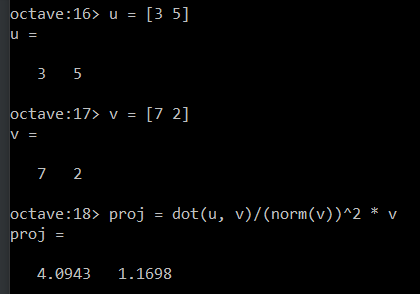 octave:16> u = [3 5]
u =
3 5
octave:17> v = [7 2]
v =
7 2
octave:18> proj = dot(u, v)/(norm(v))^2 * v
proj =
4.0943 1.1698